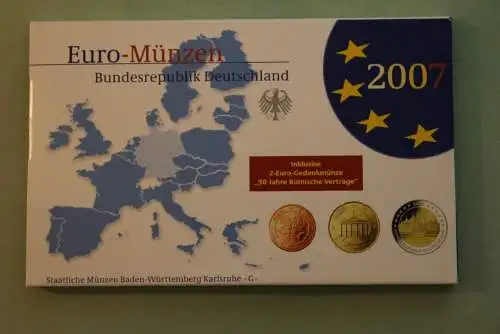 Euro-Münzen
Bundesrepublik Deutschland
2007
Inklusive
2-Euro-Gedenkmünze
„50 Jahre Römische Verträge"
Staatliche Münzen Baden-Württemberg Karlsruhe -G-